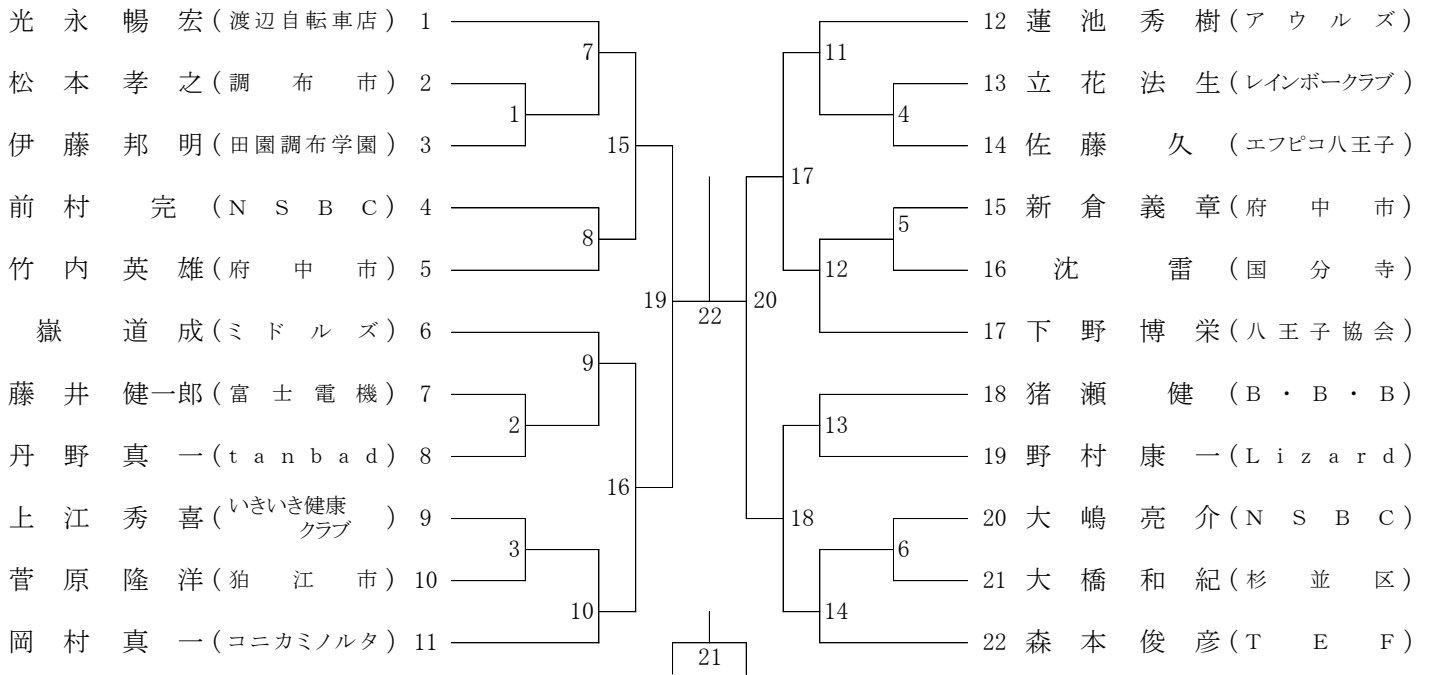 光永暢宏(渡辺自転車店) 1
松本孝之(調布市) 2
伊藤邦明(田園調布学園) 3
前村完(NSBC) 4
竹内英雄(府中市) 5
嶽道成(ミドルズ) 6
藤井健一郎(富士電機) 7
丹野真一(tanbad) 8
上江秀喜(いきいき健康
クラブ) 9
菅原隆洋(狛江市) 10
岡村真一(コニカミノルタ) 11
7
1
15
8
19
9
2
16
3
10
22
21
11
4
17
5
12
20
13
18
6
14
12 蓮池秀樹(アウルズ)
13 立花法生(レインボークラブ)
14 佐藤久(エフピコ八王子)
15 新倉義章(府中市)
16 沈雷(国分寺)
17 下野博栄(八王子協会)
18 猪瀬健(B・B・B)
19 野村康一(Lizard)
20 大嶋亮介(NSBC)
21 大橋和紀(杉並区)
22 森本俊彦(TEF)